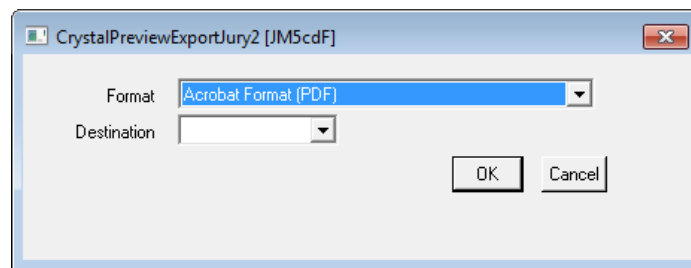 CrystalPreviewExportJury2 [JM5cdF]
Format Acrobat Format (PDF)
Destination
OK Cancel